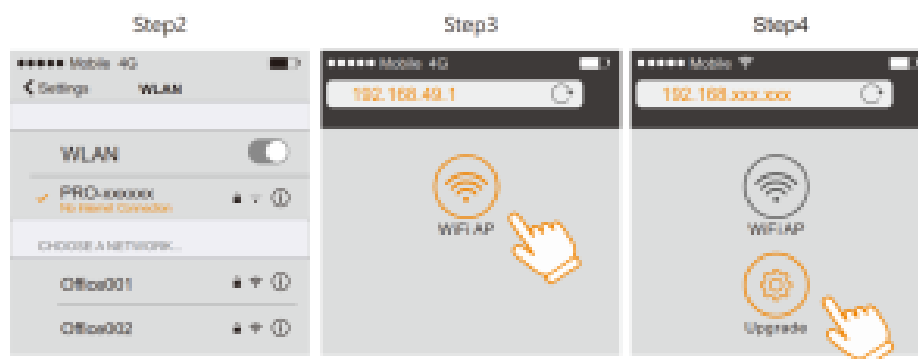 Step2
Mobile 4G
Settings WLAN
WLAN
PRO-xxxxxx
No Internet Connection
CHOOSE A NETWORK...
Office001
Office002
Step3
Mobile 4G
192.168.49.1
WiFi AP
Step4
Mobile
192.168.xxx.xxx
WiFi AP
Upgrade